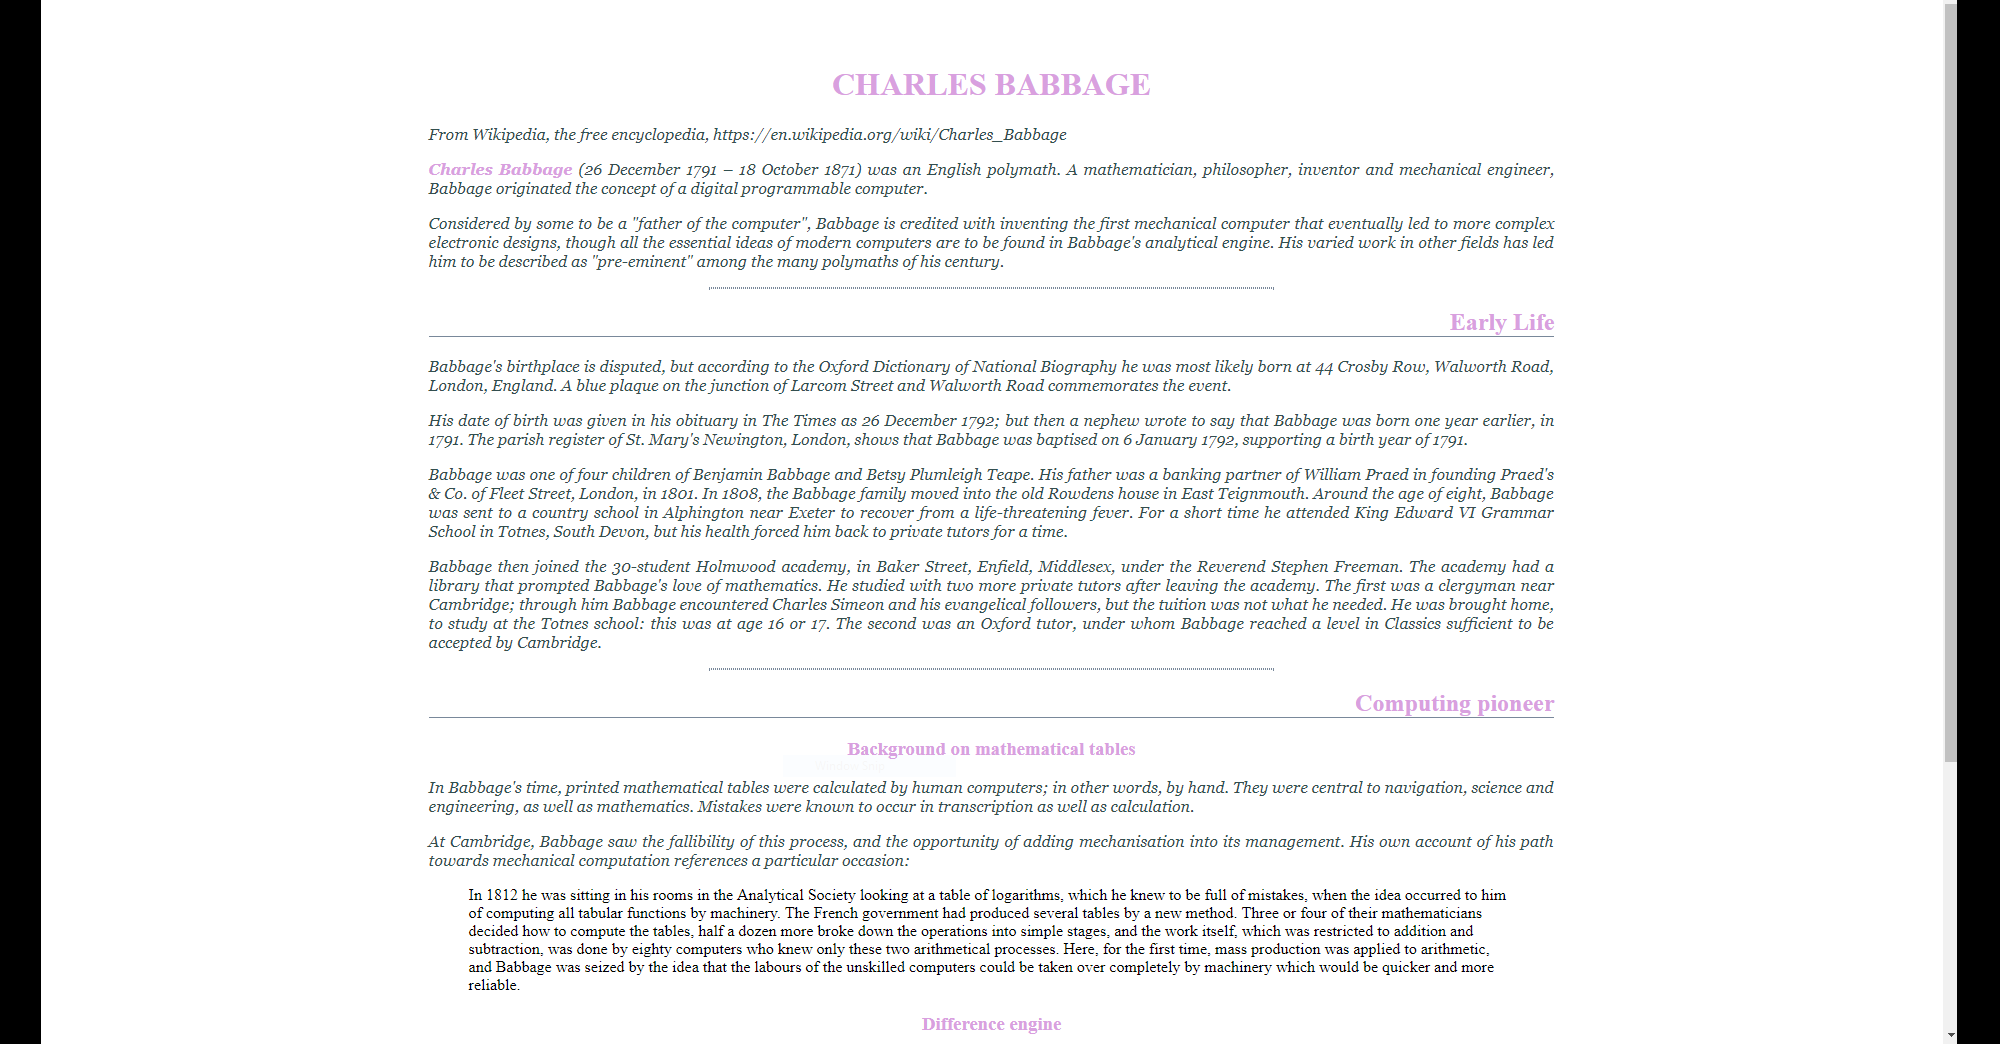 CHARLES BABBAGE
From Wikipedia, the free encyclopedia, https://en.wikipedia.org/wiki/Charles_Babbage
Charles Babbage (26 December 1791 – 18 October 1871) was an English polymath. A mathematician, philosopher, inventor and mechanical engineer,
Babbage originated the concept of a digital programmable computer.
Considered by some to be a "father of the computer", Babbage is credited with inventing the first mechanical computer that eventually led to more complex
electronic designs, though all the essential ideas of modern computers are to be found in Babbage's analytical engine. His varied work in other fields has led
him to be described as "pre-eminent" among the many polymaths of his century.
Early Life
Babbage's birthplace is disputed, but according to the Oxford Dictionary of National Biography he was most likely born at 44 Crosby Row, Walworth Road,
London, England. A blue plaque on the junction of Larcom Street and Walworth Road commemorates the event.
His date of birth was given in his obituary in The Times as 26 December 1792; but then a nephew wrote to say that Babbage was born one year earlier, in
1791. The parish register of St. Mary's Newington, London, shows that Babbage was baptised on 6 January 1792, supporting a birth year of 1791.
Babbage was one of four children of Benjamin Babbage and Betsy Plumleigh Teape. His father was a banking partner of William Praed in founding Praed's
& Co. of Fleet Street, London, in 1801. In 1808, the Babbage family moved into the old Rowdens house in East Teignmouth. Around the age of eight, Babbage
was sent to a country school in Alphington near Exeter to recover from a life-threatening fever. For a short time he attended King Edward VI Grammar
School in Totnes, South Devon, but his health forced him back to private tutors for a time.
Babbage then joined the 30-student Holmwood academy, in Baker Street, Enfield, Middlesex, under the Reverend Stephen Freeman. The academy had a
library that prompted Babbage's love of mathematics. He studied with two more private tutors after leaving the academy. The first was a clergyman near
Cambridge; through him Babbage encountered Charles Simeon and his evangelical followers, but the tuition was not what he needed. He was brought home,
to study at the Totnes school: this was at age 16 or 17. The second was an Oxford tutor, under whom Babbage reached a level in Classics sufficient to be
accepted by Cambridge.
Computing pioneer
Background on mathematical tables
In Babbage's time, printed mathematical tables were calculated by human computers; in other words, by hand. They were central to navigation, science and
engineering, as well as mathematics. Mistakes were known to occur in transcription as well as calculation.
At Cambridge, Babbage saw the fallibility of this process, and the opportunity of adding mechanisation into its management. His own account of his path
towards mechanical computation references a particular occasion:
In 1812 he was sitting in his rooms in the Analytical Society looking at a table of logarithms, which he knew to be full of mistakes, when the idea occurred to him
of computing all tabular functions by machinery. The French government had produced several tables by a new method. Three or four of their mathematicians
decided how to compute the tables, half a dozen more broke down the operations into simple stages, and the work itself, which was restricted to addition and
subtraction, was done by eighty computers who knew only these two arithmetical processes. Here, for the first time, mass production was applied to arithmetic,
and Babbage was seized by the idea that the labours of the unskilled computers could be taken over completely by machinery which would be quicker and more
reliable.
Difference engine